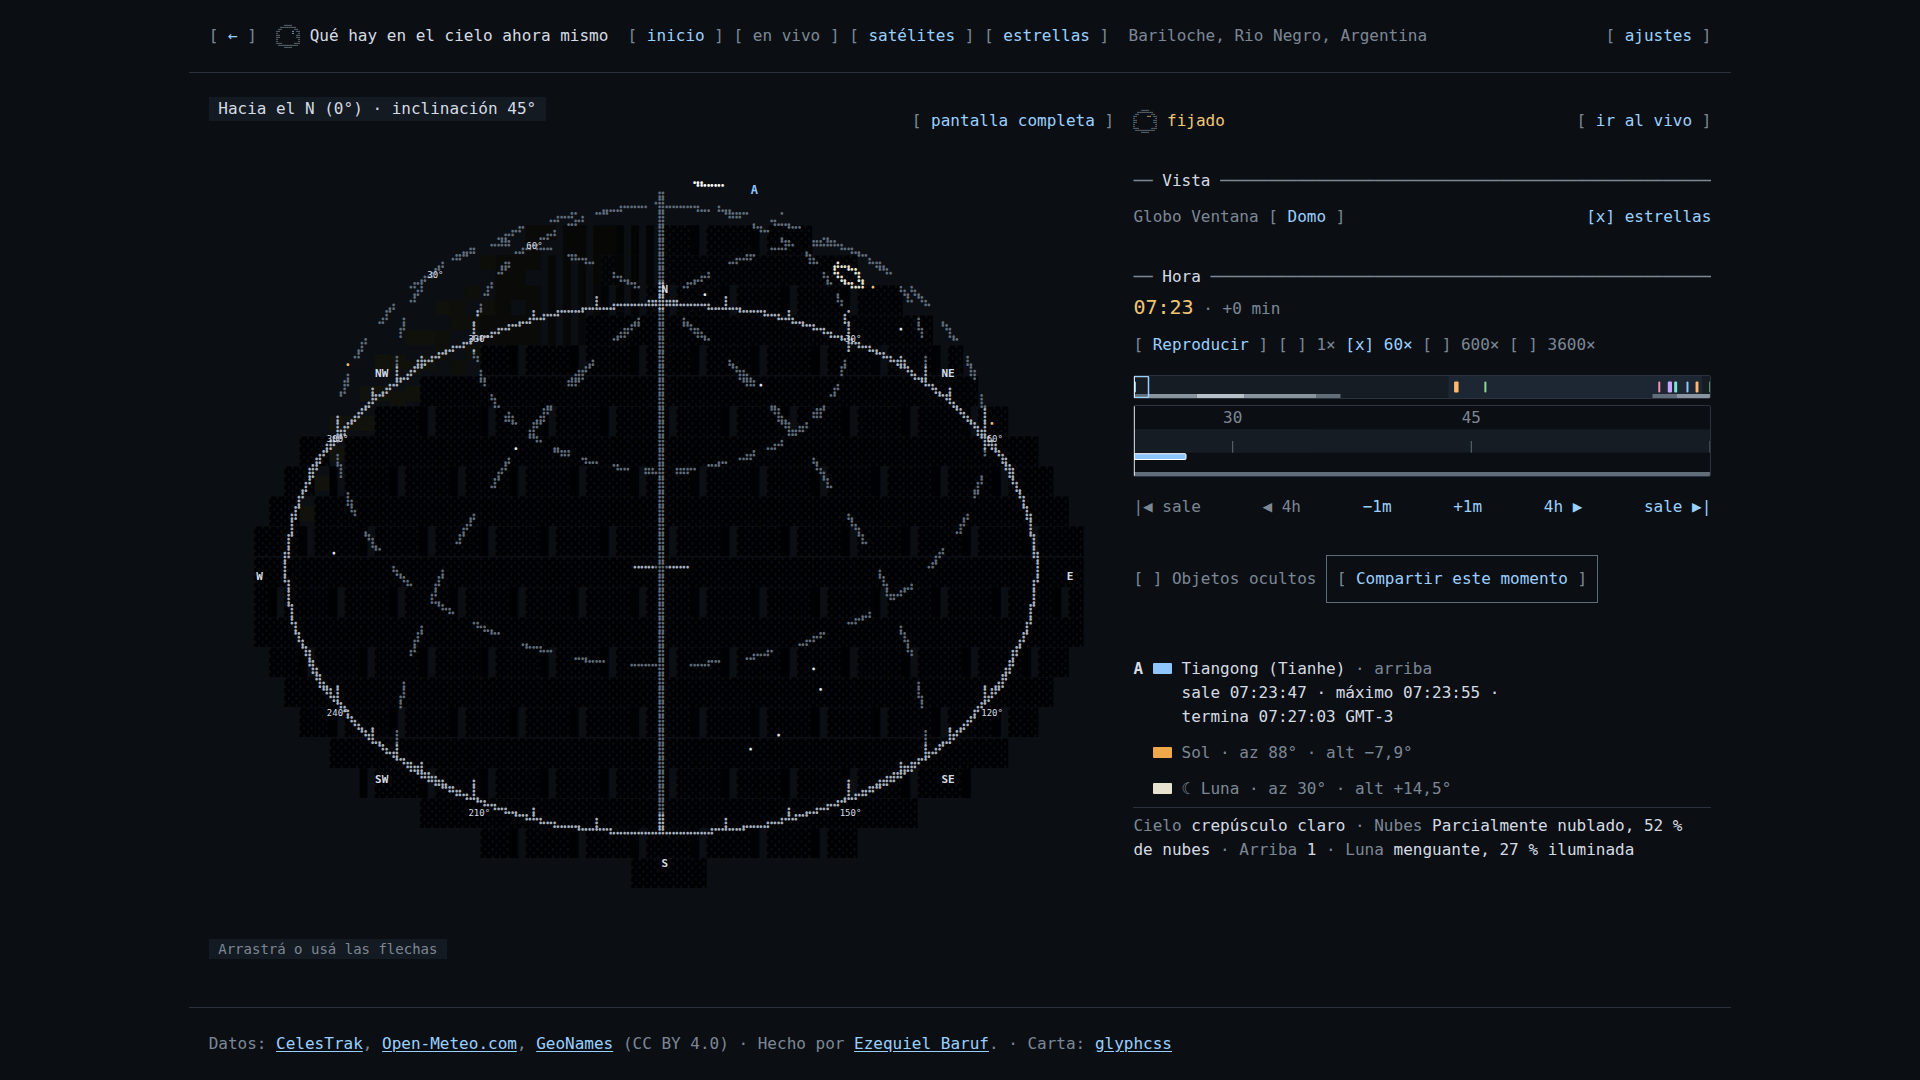 [ ← ] Qué hay en el cielo ahora mismo [ inicio ] [ en vivo ] [ satélites ] [ estrellas ] Bariloche, Rio Negro, Argentina [ ajustes ]
Hacia el N (0°) · inclinación 45°
[ pantalla completa ]
A
60°
30°
N
330°
30°
NW
NE
300°
60°
W
E
240°
120°
SW
SE
210°
150°
S
Arrastrá o usá las flechas
fijado [ ir al vivo ]
Vista
Globo Ventana [ Domo ] [x] estrellas
Hora
07:23 · +0 min
[ Reproducir ] [ ] 1× [x] 60× [ ] 600× [ ] 3600×
30 45
|◀ sale ◀ 4h −1m +1m 4h ▶ sale ▶|
[ ] Objetos ocultos [ Compartir este momento ]
A Tiangong (Tianhe) · arriba
sale 07:23:47 · máximo 07:23:55 ·
termina 07:27:03 GMT-3
Sol · az 88° · alt −7,9°
☾ Luna · az 30° · alt +14,5°
Cielo crepúsculo claro · Nubes Parcialmente nublado, 52 %
de nubes · Arriba 1 · Luna menguante, 27 % iluminada
Datos: CelesTrak, Open-Meteo.com, GeoNames (CC BY 4.0) · Hecho por Ezequiel Baruf. · Carta: glyphcss